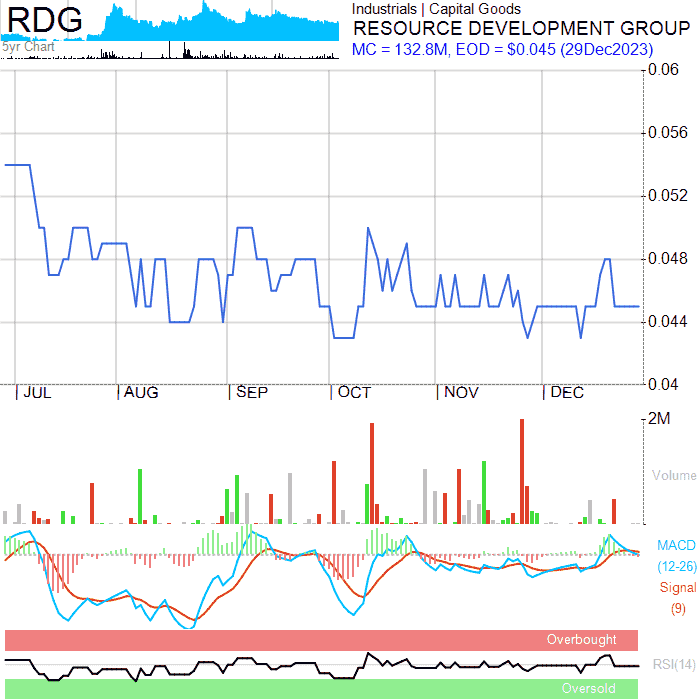 RDG
5yr Chart
Industrials | Capital Goods
RESOURCE DEVELOPMENT GROUP
MC = 132.8M, EOD = $0.045 (29Dec2023)
0.06
0.056
0.052
0.048
0.044
0.04
| JUL | AUG | SEP | OCT | NOV | DEC
2M
Volume
MACD
(12-26)
Signal
(9)
Overbought
RSI(14)
Oversold